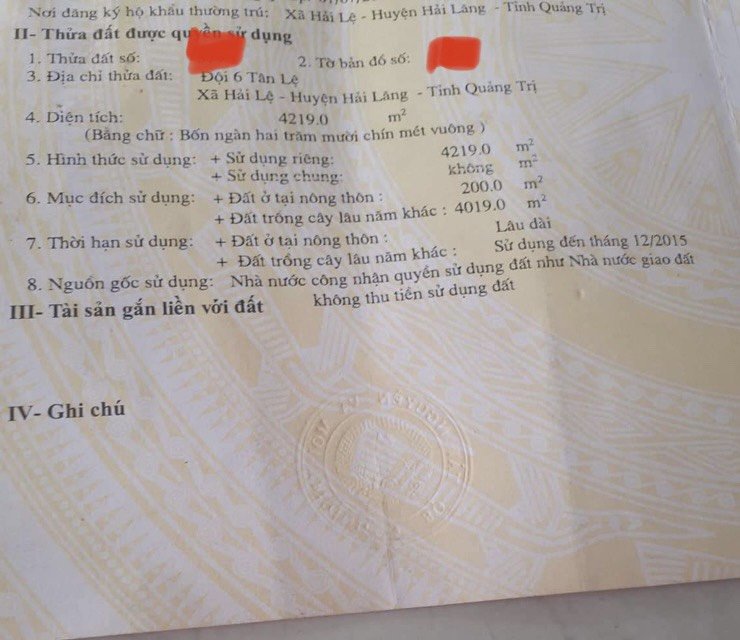 Nơi đăng ký hộ khẩu thường trú: Xã Hải Lệ - Huyện Hải Lăng - Tỉnh Quảng Trị
II- Thửa đất được quyền sử dụng
1. Thửa đất số: 2. Tờ bản đồ số:
3. Địa chỉ thửa đất: Đội 6 Tân Lệ
Xã Hải Lệ - Huyện Hải Lăng - Tỉnh Quảng Trị
4. Diện tích: 4219.0 m²
(Bằng chữ : Bốn ngàn hai trăm mười chín mét vuông )
5. Hình thức sử dụng: + Sử dụng riêng: 4219.0 m²
+ Sử dụng chung: không m²
6. Mục đích sử dụng: + Đất ở tại nông thôn : 200.0 m²
+ Đất trồng cây lâu năm khác : 4019.0 m²
7. Thời hạn sử dụng: + Đất ở tại nông thôn : Lâu dài
+ Đất trồng cây lâu năm khác : Sử dụng đến tháng 12/2015
8. Nguồn gốc sử dụng: Nhà nước công nhận quyền sử dụng đất như Nhà nước giao đất
không thu tiền sử dụng đất
III- Tài sản gắn liền với đất
IV- Ghi chú